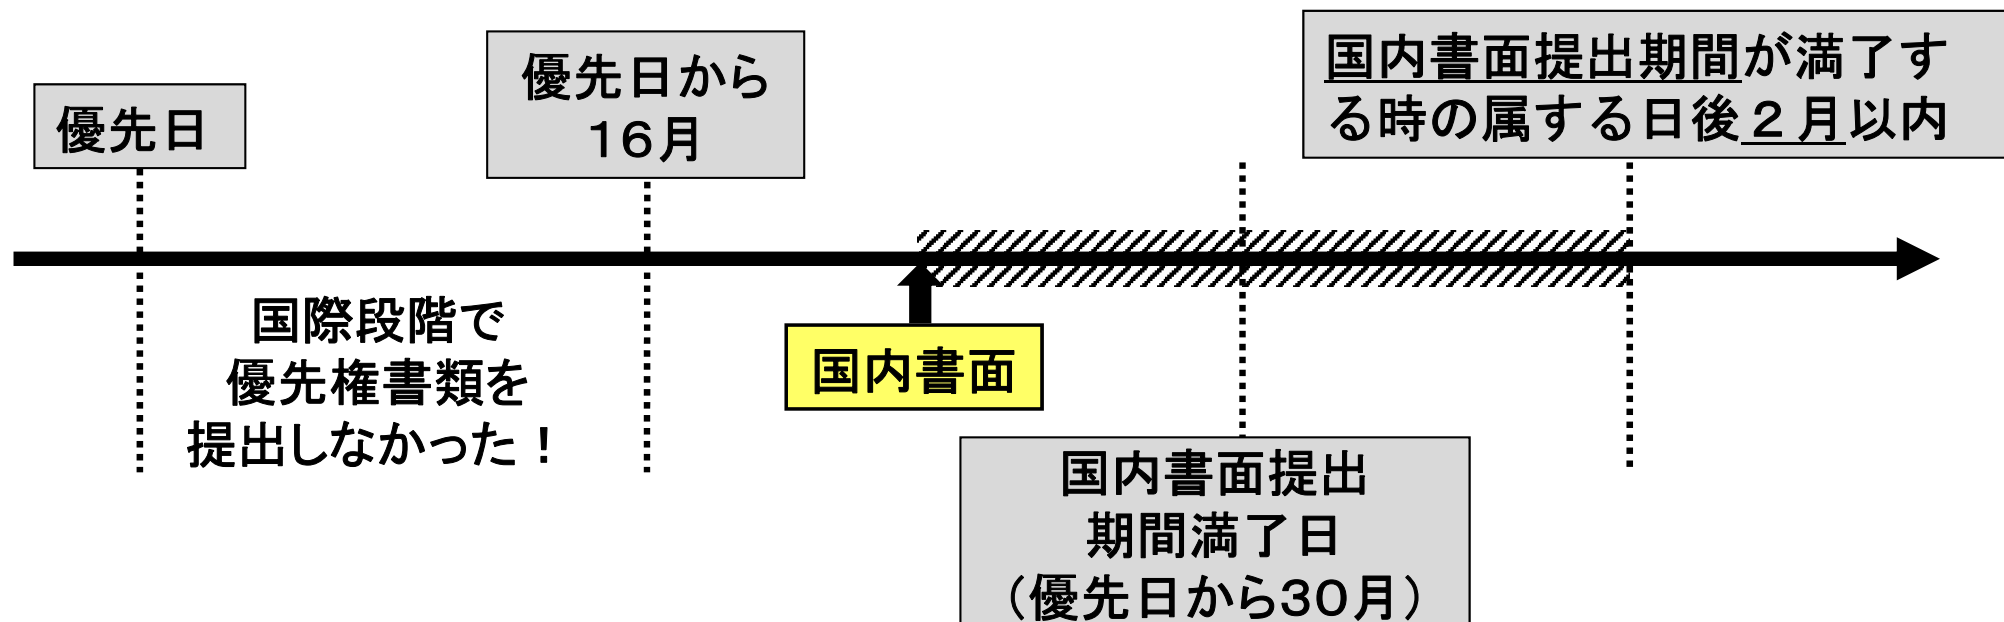 優先日
優先日から
16月
国内書面提出期間が満了す
る時の属する日後２月以内
国際段階で
優先権書類を
提出しなかった！
国内書面
国内書面提出
期間満了日
（優先日から30月）